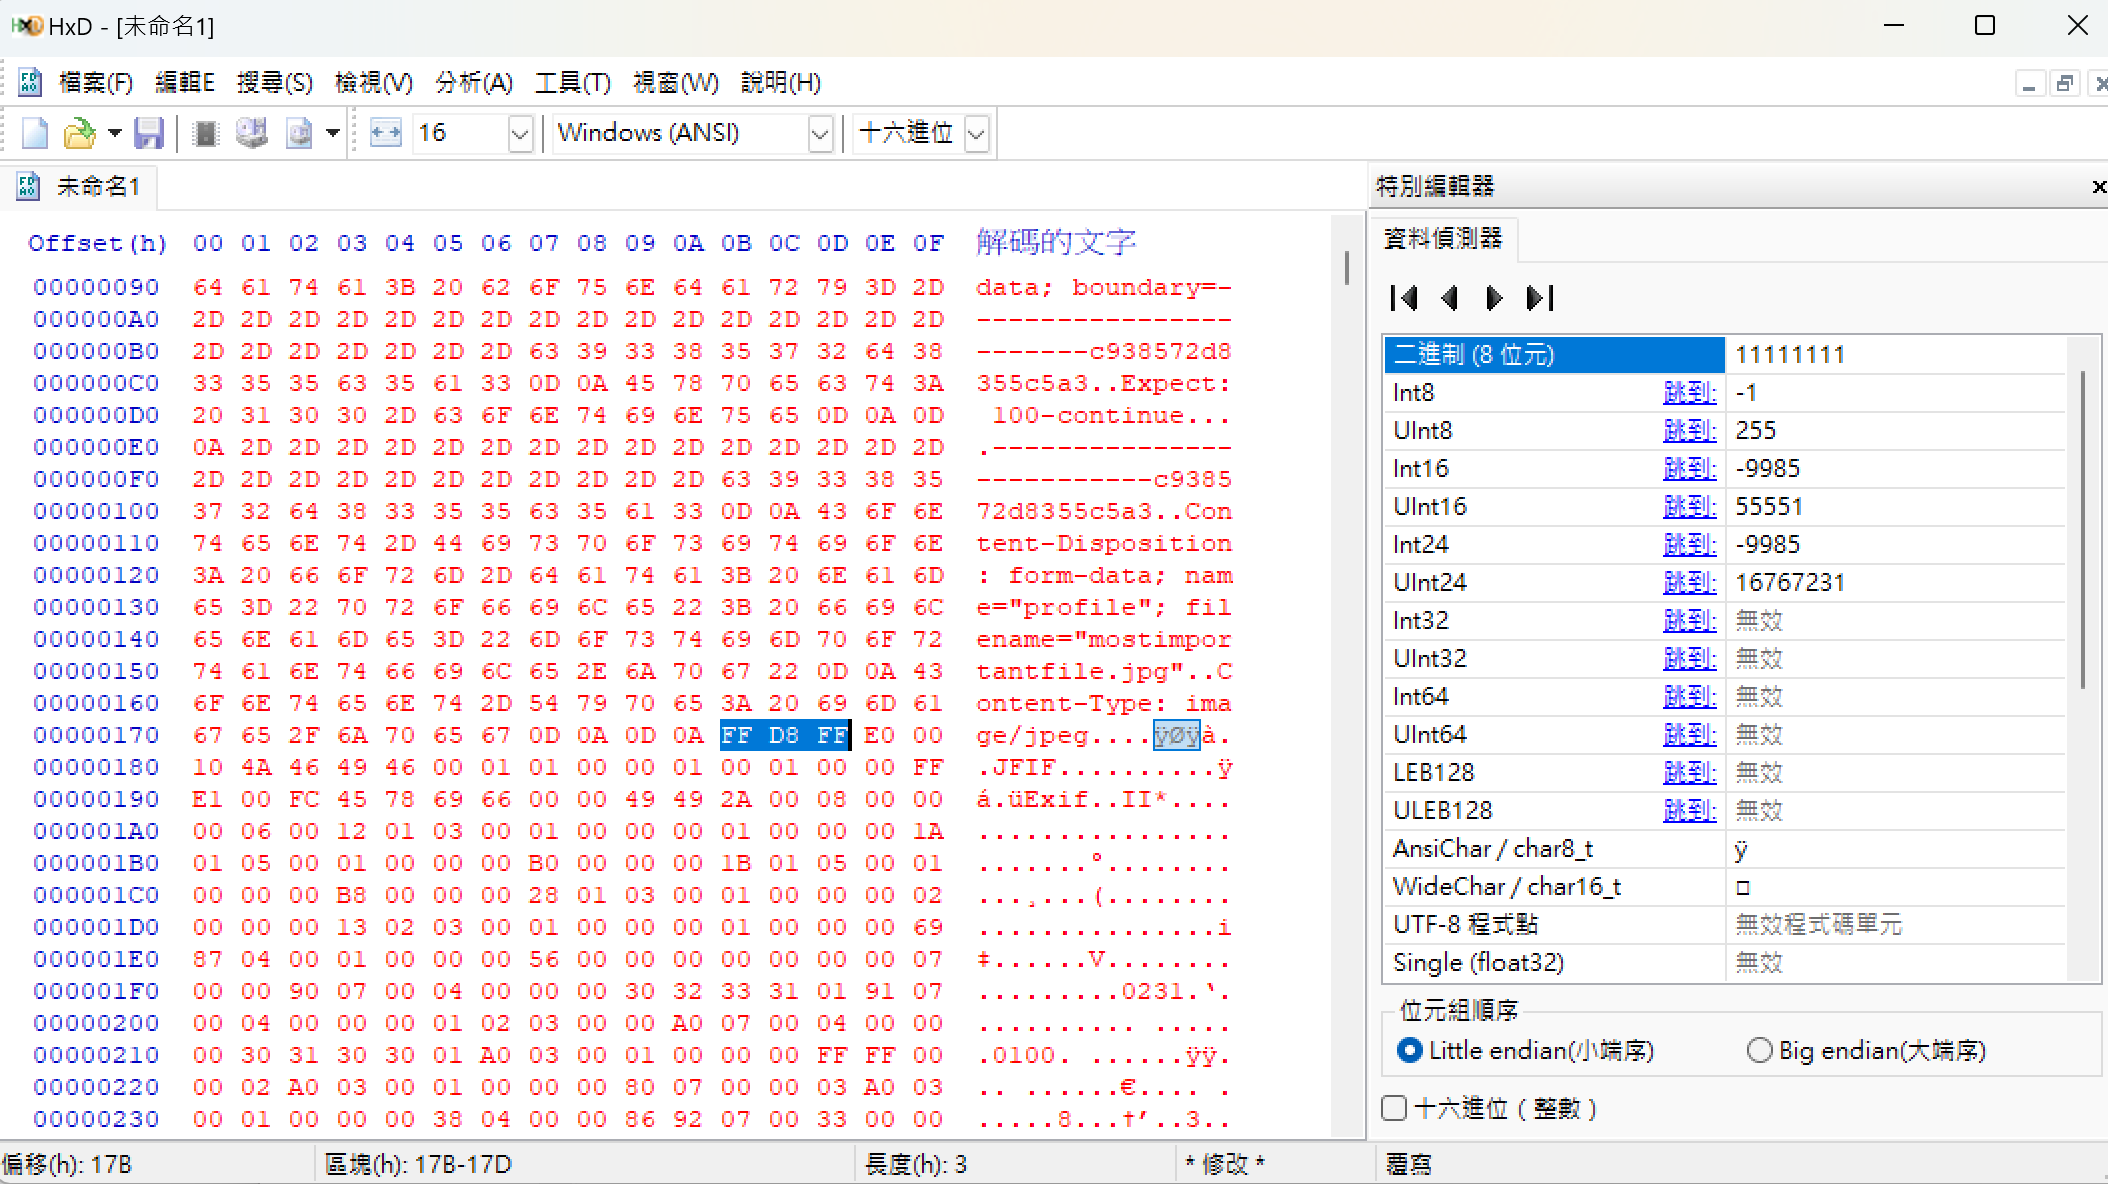 HxD - [未命名1]
檔案(F) 編輯E 搜尋(S) 檢視(V) 分析(A) 工具(T) 視窗(W) 說明(H)
16 Windows (ANSI) 十六進位
未命名1
Offset(h) 00 01 02 03 04 05 06 07 08 09 0A 0B 0C 0D 0E 0F 解碼的文字
00000090 64 61 74 61 3B 20 62 6F 75 6E 64 61 72 79 3D 2D data; boundary=-
000000A0 2D 2D 2D 2D 2D 2D 2D 2D 2D 2D 2D 2D 2D 2D 2D 2D ----------------
000000B0 2D 2D 2D 2D 2D 2D 2D 63 39 33 38 35 37 32 64 38 -------c938572d8
000000C0 33 35 35 63 35 61 33 0D 0A 45 78 70 65 63 74 3A 355c5a3..Expect:
000000D0 20 31 30 30 2D 63 6F 6E 74 69 6E 75 65 0D 0A 0D 100-continue...
000000E0 0A 2D 2D 2D 2D 2D 2D 2D 2D 2D 2D 2D 2D 2D 2D 2D .---------------
000000F0 2D 2D 2D 2D 2D 2D 2D 2D 2D 2D 2D 63 39 33 38 35 -----------c9385
00000100 37 32 64 38 33 35 35 63 35 61 33 0D 0A 43 6F 6E 72d8355c5a3..Con
00000110 74 65 6E 74 2D 44 69 73 70 6F 73 69 74 69 6F 6E tent-Disposition
00000120 3A 20 66 6F 72 6D 2D 64 61 74 61 3B 20 6E 61 6D : form-data; nam
00000130 65 3D 22 70 72 6F 66 69 6C 65 22 3B 20 66 69 6C e="profile"; fil
00000140 65 6E 61 6D 65 3D 22 6D 6F 73 74 69 6D 70 6F 72 ename="mostimpor
00000150 74 61 6E 74 66 69 6C 65 2E 6A 70 67 22 0D 0A 43 tantfile.jpg"..C
00000160 6F 6E 74 65 6E 74 2D 54 79 70 65 3A 20 69 6D 61 ontent-Type: ima
00000170 67 65 2F 6A 70 65 67 0D 0A 0D 0A FF D8 FF E0 00 ge/jpeg....ÿØÿà.
00000180 10 4A 46 49 46 00 01 01 00 00 01 00 01 00 00 FF .JFIF..........ÿ
00000190 E1 00 FC 45 78 69 66 00 00 49 49 2A 00 08 00 00 á.üExif..II*....
000001A0 00 06 00 12 01 03 00 01 00 00 00 01 00 00 00 1A ................
000001B0 01 05 00 01 00 00 00 B0 00 00 00 1B 01 05 00 01 .......°........
000001C0 00 00 00 B8 00 00 00 28 01 03 00 01 00 00 00 02 ...¸...(........
000001D0 00 00 00 13 02 03 00 01 00 00 00 01 00 00 00 69 ...............i
000001E0 87 04 00 01 00 00 00 56 00 00 00 00 00 00 00 07 ‡......V........
000001F0 00 00 90 07 00 04 00 00 00 30 32 33 31 01 91 07 .........0231.‘.
00000200 00 04 00 00 00 01 02 03 00 00 A0 07 00 04 00 00 .......... .....
00000210 00 30 31 30 30 01 A0 03 00 01 00 00 00 FF FF 00 .0100. ......ÿÿ.
00000220 00 02 A0 03 00 01 00 00 00 80 07 00 00 03 A0 03 .. ......€.... .
00000230 00 01 00 00 00 38 04 00 00 86 92 07 00 33 00 00 .....8...†’..3..
特別編輯器
資料偵測器
二進制 (8 位元) 11111111
Int8 跳到: -1
UInt8 跳到: 255
Int16 跳到: -9985
UInt16 跳到: 55551
Int24 跳到: -9985
UInt24 跳到: 16767231
Int32 跳到: 無效
UInt32 跳到: 無效
Int64 跳到: 無效
UInt64 跳到: 無效
LEB128 跳到: 無效
ULEB128 跳到: 無效
AnsiChar / char8_t ÿ
WideChar / char16_t □
UTF-8 程式點 無效程式碼單元
Single (float32) 無效
位元組順序
Little endian(小端序) Big endian(大端序)
十六進位 ( 整數 )
偏移(h): 17B 區塊(h): 17B-17D 長度(h): 3 * 修改 * 覆寫